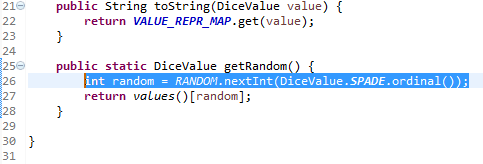 21 public String toString(DiceValue value) {
22 return VALUE_REPR_MAP.get(value);
23 }
24
25 public static DiceValue getRandom() {
26 int random = RANDOM.nextInt(DiceValue.SPADE.ordinal());
27 return values()[random];
28 }
29
30 }
31